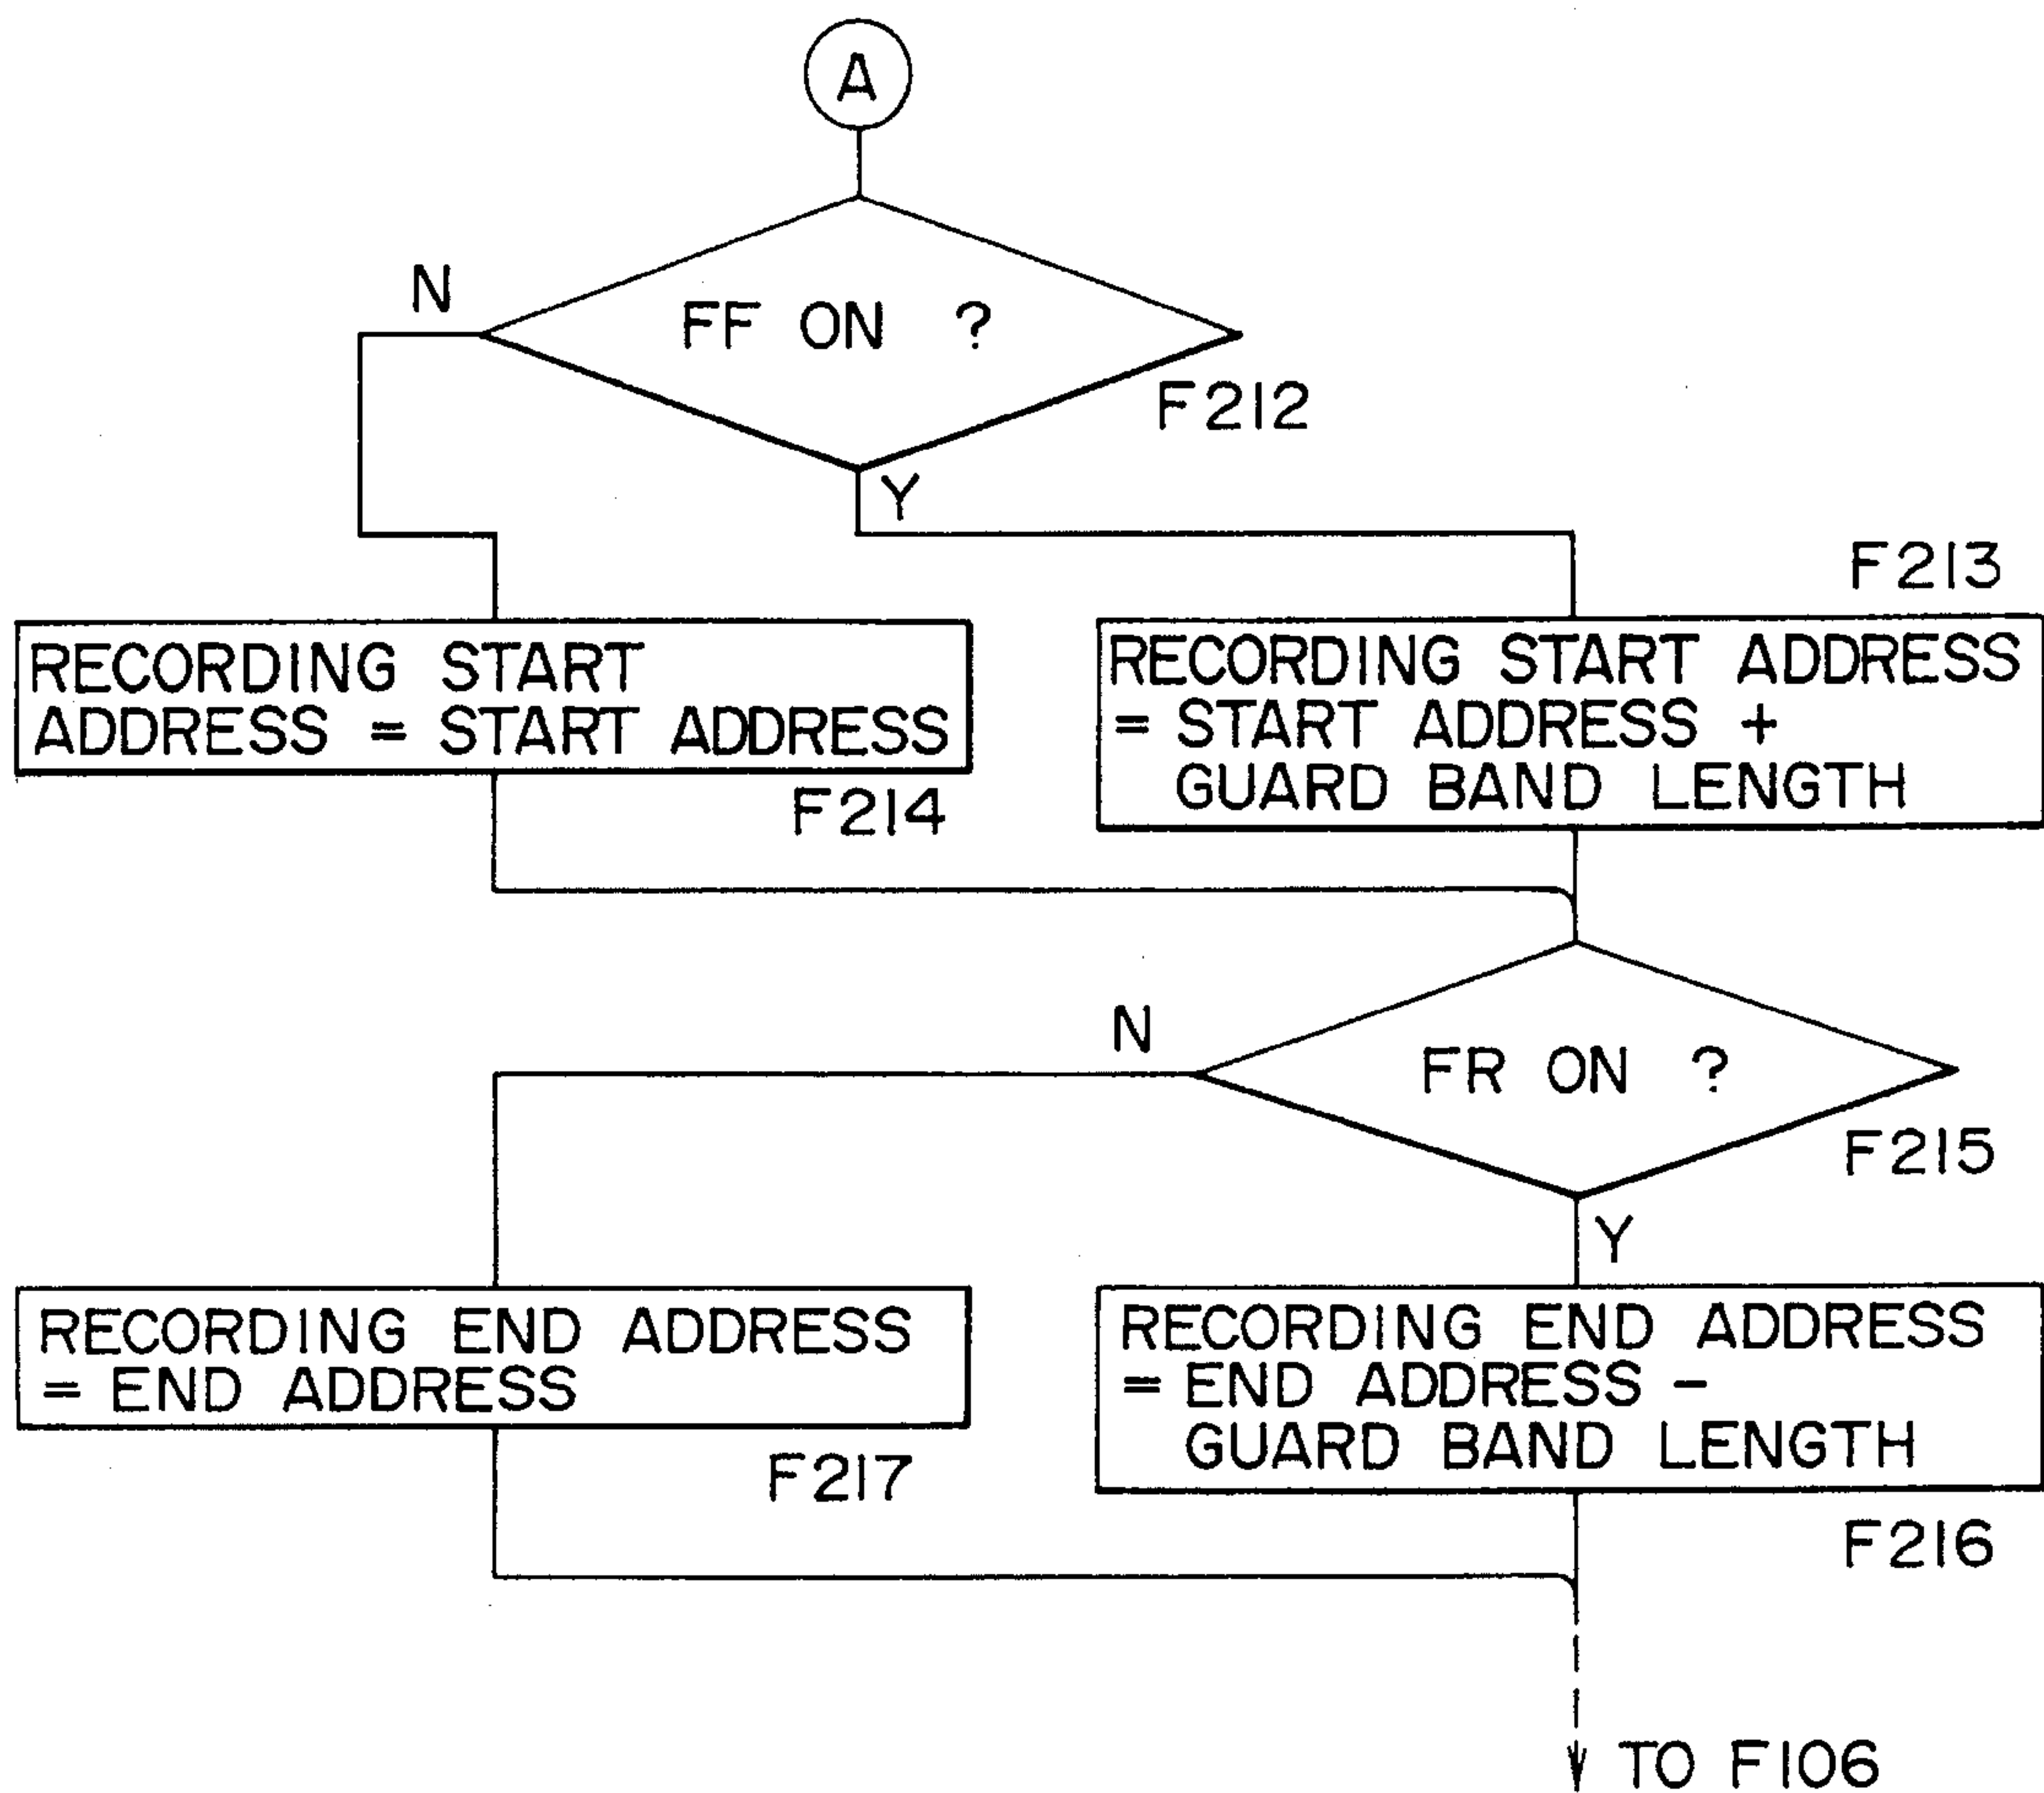 A
N
FF ON ?
F212
Y
F213
RECORDING START
ADDRESS = START ADDRESS
F214
RECORDING START ADDRESS
= START ADDRESS +
GUARD BAND LENGTH
N
FR ON ?
F215
Y
RECORDING END ADDRESS
= END ADDRESS
F217
RECORDING END ADDRESS
= END ADDRESS -
GUARD BAND LENGTH
F216
TO F106